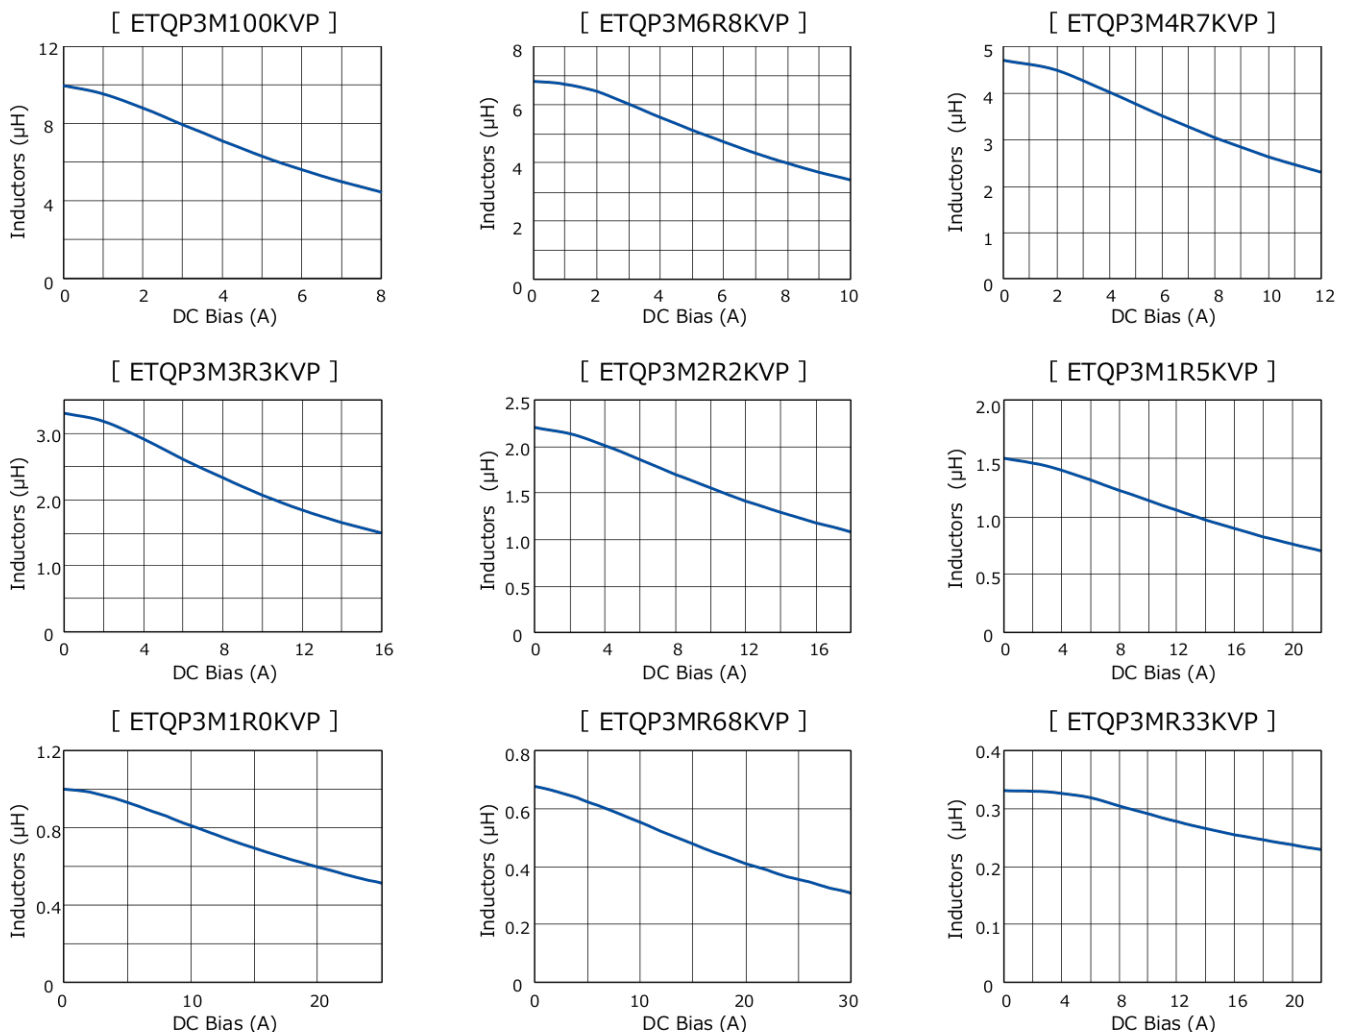 [ ETQP3M100KVP ]
12
8
4
0
Inductors (μH)
0 2 4 6 8
DC Bias (A)
[ ETQP3M6R8KVP ]
8
6
4
2
0
Inductors (μH)
0 2 4 6 8 10
DC Bias (A)
[ ETQP3M4R7KVP ]
5
4
3
2
1
0
Inductors (μH)
0 2 4 6 8 10 12
DC Bias (A)
[ ETQP3M3R3KVP ]
3.0
2.0
1.0
0
Inductors (μH)
0 4 8 12 16
DC Bias (A)
[ ETQP3M2R2KVP ]
2.5
2.0
1.5
1.0
0.5
0
Inductors (μH)
0 4 8 12 16
DC Bias (A)
[ ETQP3M1R5KVP ]
2.0
1.5
1.0
0.5
0
Inductors (μH)
0 4 8 12 16 20
DC Bias (A)
[ ETQP3M1R0KVP ]
1.2
0.8
0.4
0
Inductors (μH)
0 10 20
DC Bias (A)
[ ETQP3MR68KVP ]
0.8
0.6
0.4
0.2
0
Inductors (μH)
0 10 20 30
DC Bias (A)
[ ETQP3MR33KVP ]
0.4
0.3
0.2
0.1
0
Inductors (μH)
0 4 8 12 16 20
DC Bias (A)